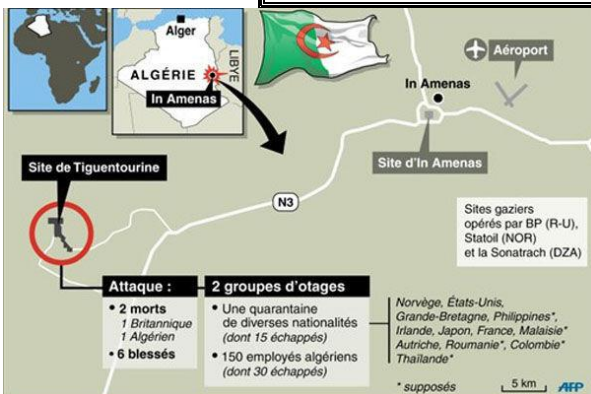 Alger
ALGÉRIE
LIBYE
In Amenas
Aéroport
In Amenas
Site d'In Amenas
Site de Tiguentourine
N3
Sites gaziers
opérés par BP (R-U),
Statoil (NOR)
et la Sonatrach (DZA)
Attaque :
• 2 morts
1 Britannique
1 Algérien
• 6 blessés
2 groupes d'otages
• Une quarantaine
de diverses nationalités
(dont 15 échappés)
• 150 employés algériens
(dont 30 échappés)
Norvège, États-Unis,
Grande-Bretagne, Philippines*,
Irlande, Japon, France, Malaisie*
Autriche, Roumanie*, Colombie*
Thaïlande*
* supposés
5 km
AFP